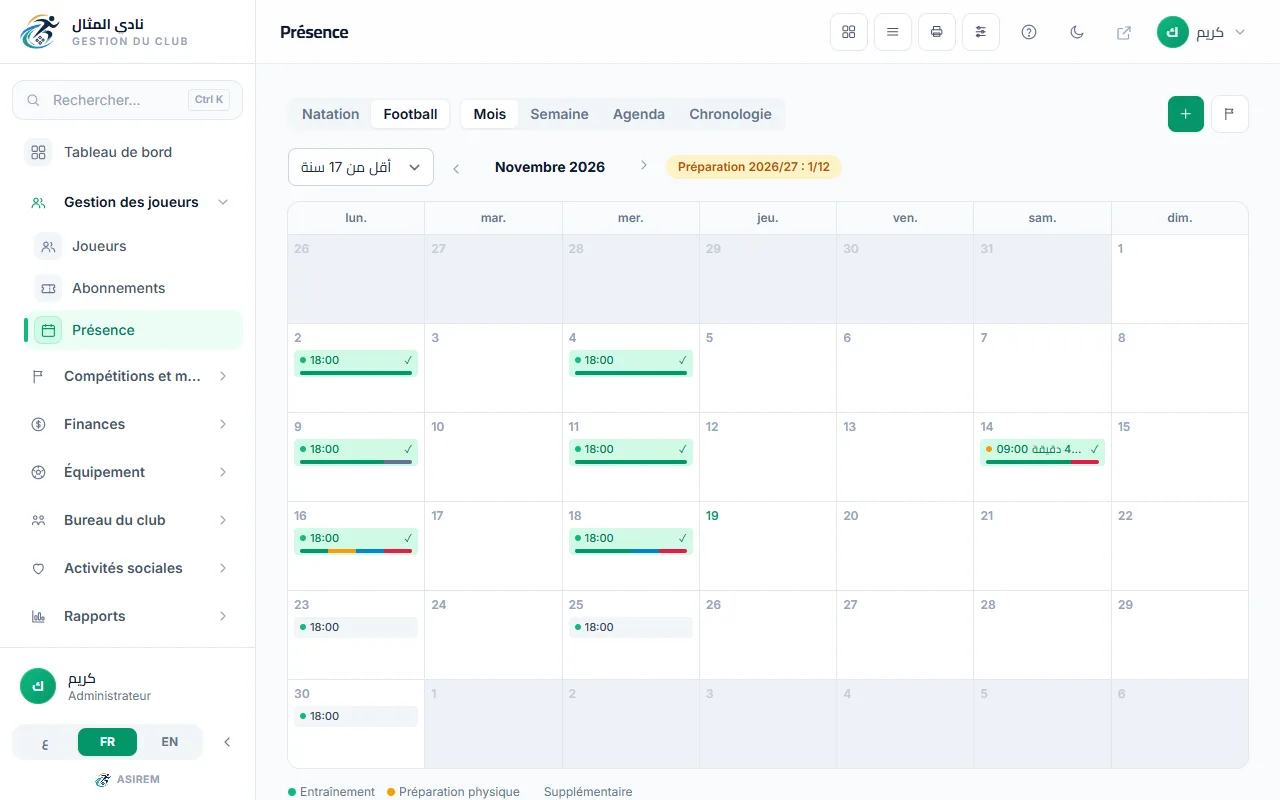 نادي المثال
GESTION DU CLUB
Présence
كريم
Rechercher...
Ctrl K
Tableau de bord
Gestion des joueurs
Joueurs
Abonnements
Présence
Compétitions et m...
Finances
Équipement
Bureau du club
Activités sociales
Rapports
ك
كريم
Administrateur
ع FR EN
ASIREM
Natation Football Mois Semaine Agenda Chronologie
أقل من 17 سنة
Novembre 2026
Préparation 2026/27 : 1/12
lun. mar. mer. jeu. ven. sam. dim.
26 27 28 29 30 31 1
2 3 4 5 6 7 8
18:00 ✓ 18:00 ✓
9 10 11 12 13 14 15
18:00 ✓ 18:00 ✓ 09:00 4 دقيقة... ✓
16 17 18 19 20 21 22
18:00 ✓ 18:00 ✓
23 24 25 26 27 28 29
18:00 18:00
30 1 2 3 4 5 6
18:00
Entraînement Préparation physique Supplémentaire